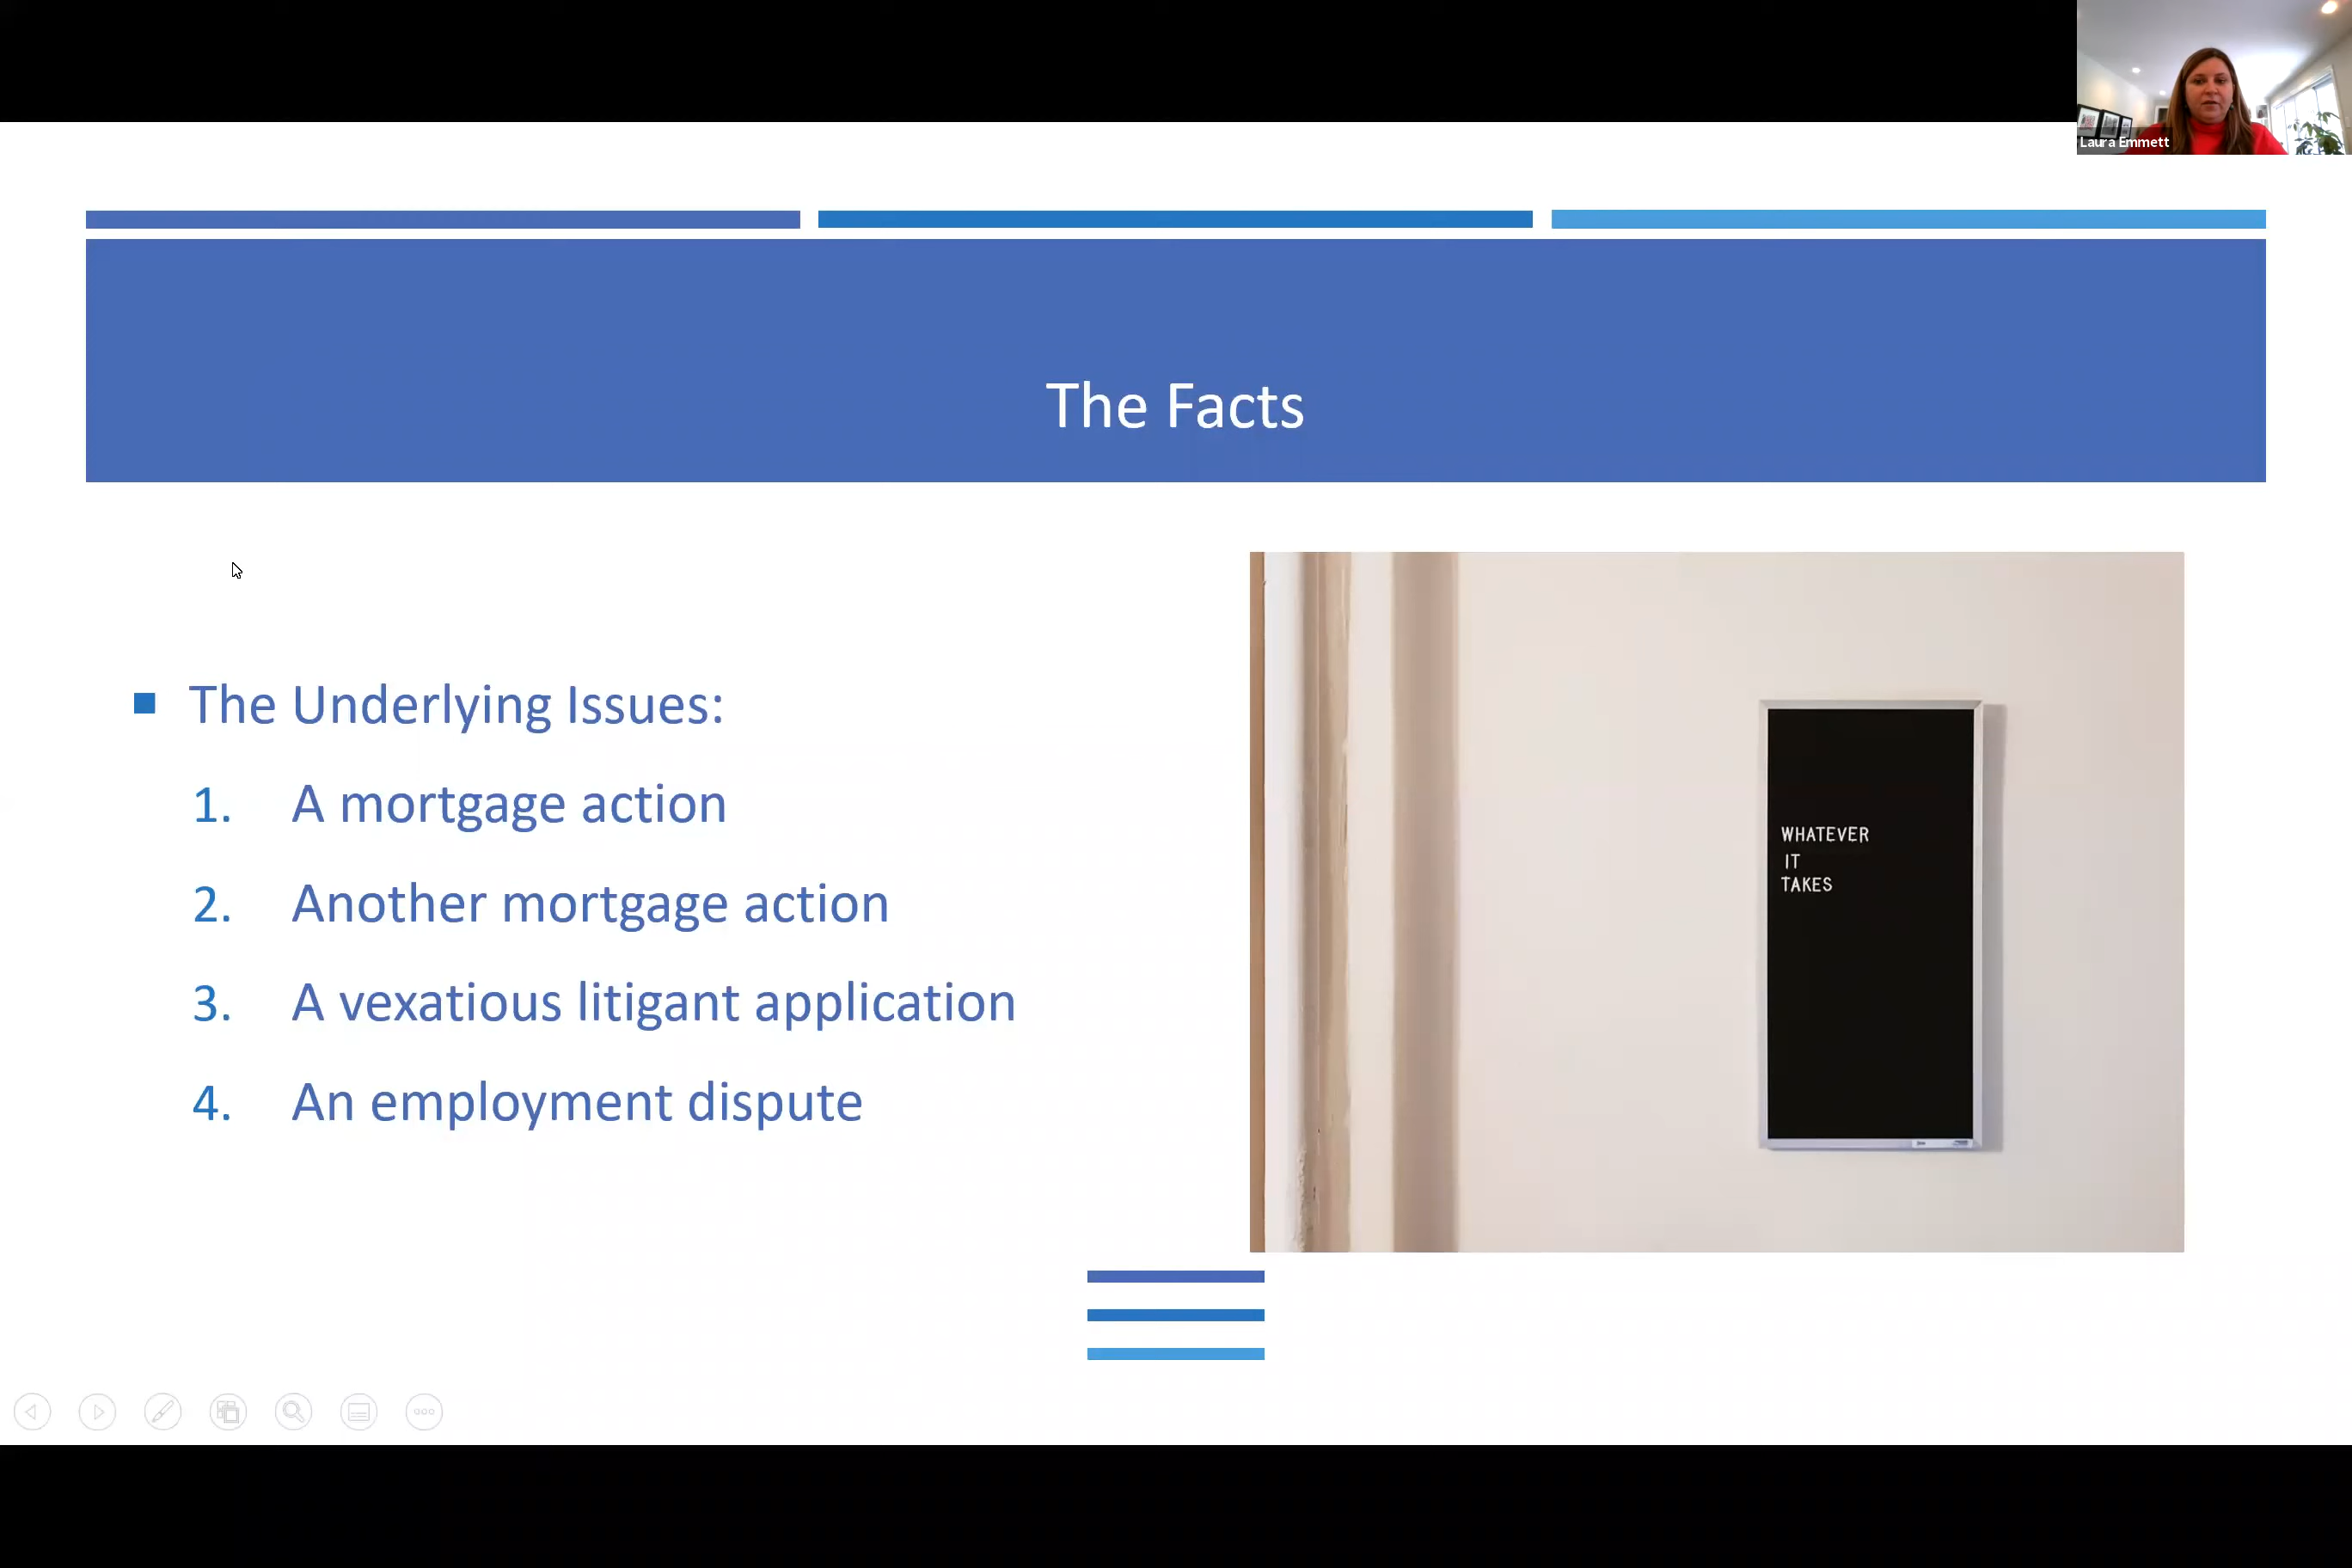 Laura Emmett
The Facts
The Underlying Issues:
1. A mortgage action
2. Another mortgage action
3. A vexatious litigant application
4. An employment dispute
WHATEVER
IT
TAKES